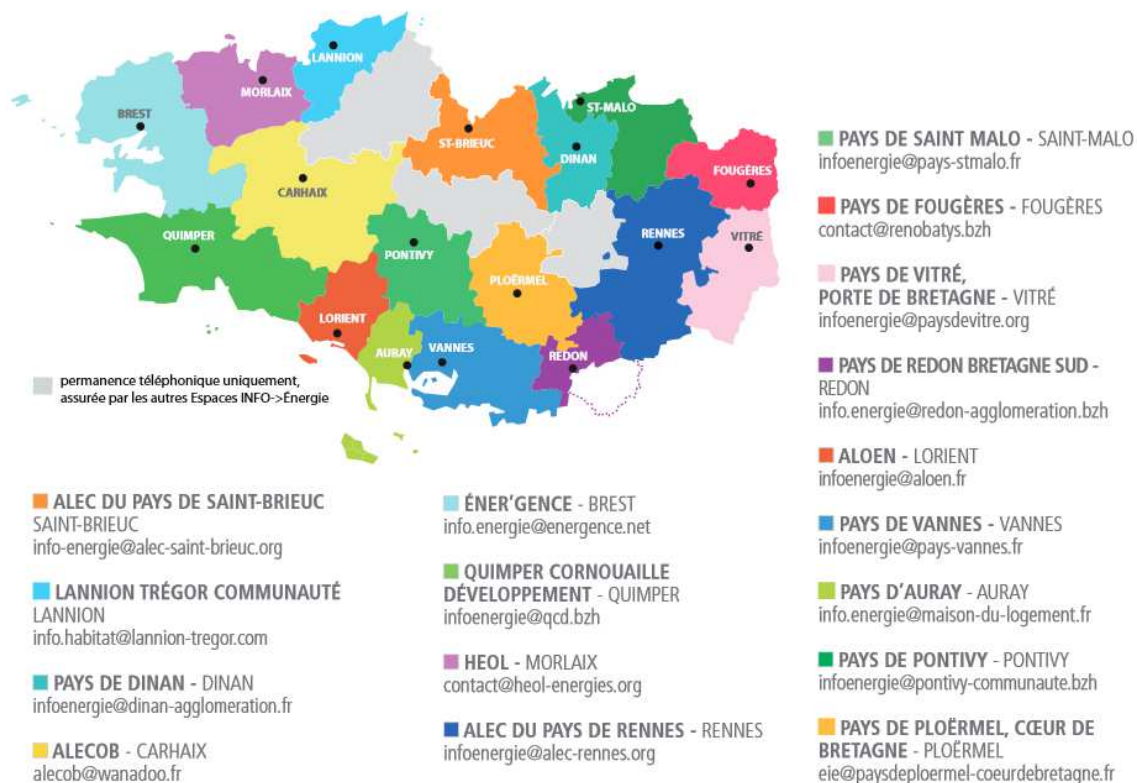 LANNION
MORLAIX
BREST
ST-MALO
ST-BRIEUC
DINAN
FOUGÈRES
CARHAIX
QUIMPER
RENNES
VITRÉ
PONTIVY
PLOËRMEL
LORIENT
AURAY
VANNES
REDON
permanence téléphonique uniquement,
assurée par les autres Espaces INFO->Énergie
ALEC DU PAYS DE SAINT-BRIEUC
SAINT-BRIEUC
info-energie@alec-saint-brieuc.org
LANNION TRÉGOR COMMUNAUTÉ
LANNION
info.habitat@lannion-tregor.com
PAYS DE DINAN - DINAN
infoenergie@dinan-agglomeration.fr
ALECOB - CARHAIX
alecob@wanadoo.fr
ÉNER'GENCE - BREST
info.energie@energence.net
QUIMPER CORNOUAILLE
DÉVELOPPEMENT - QUIMPER
infoenergie@qcd.bzh
HEOL - MORLAIX
contact@heol-energies.org
ALEC DU PAYS DE RENNES - RENNES
infoenergie@alec-rennes.org
PAYS DE SAINT MALO - SAINT-MALO
infoenergie@pays-stmalo.fr
PAYS DE FOUGÈRES - FOUGÈRES
contact@renobatys.bzh
PAYS DE VITRÉ,
PORTE DE BRETAGNE - VITRÉ
infoenergie@paysdevitre.org
PAYS DE REDON BRETAGNE SUD -
REDON
info.energie@redon-agglomeration.bzh
ALOEN - LORIENT
infoenergie@aloen.fr
PAYS DE VANNES - VANNES
infoenergie@pays-vannes.fr
PAYS D'AURAY - AURAY
info.energie@maison-du-logement.fr
PAYS DE PONTIVY - PONTIVY
infoenergie@pontivy-communaute.bzh
PAYS DE PLOËRMEL, CŒUR DE
BRETAGNE - PLOËRMEL
eie@paysdeploermel-coeurdebretagne.fr